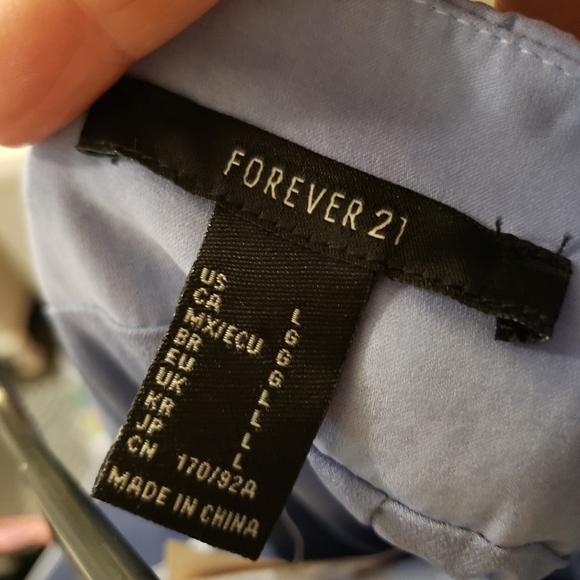 FOREVER 21
US L
CA G
MX/ECU G
BR G
EU L
UK L
KR L
JP L
CN 170/92A
MADE IN CHINA